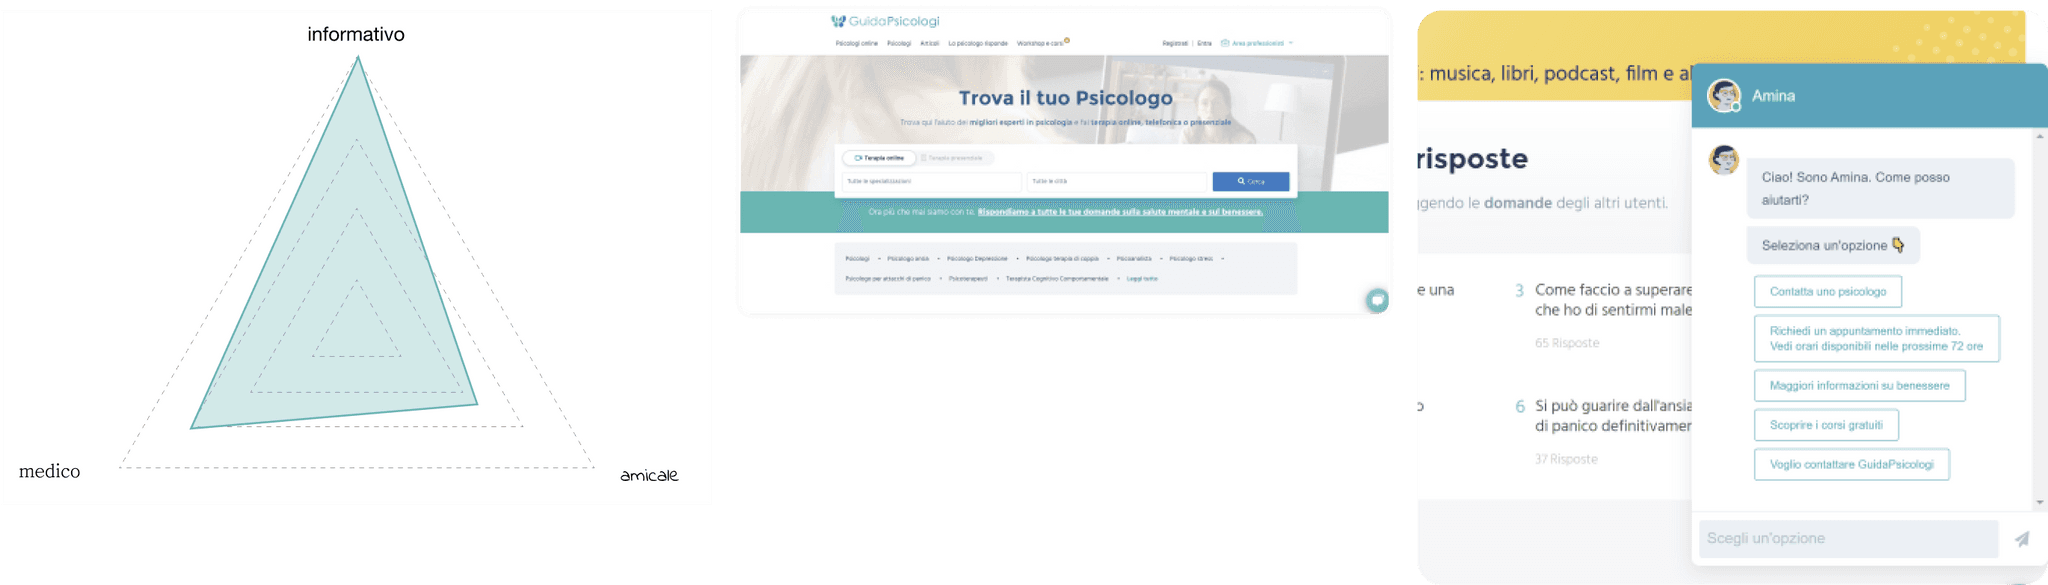 informativo
medico
amicale
GuidaPsicologi
Psicologi online Psicologi Articoli Lo psicologo risponde Workshop e corsi Registrati | Entra Area professionisti
Trova il tuo Psicologo
Trova qui l'aiuto dei migliori esperti in psicologia e fai terapia online, telefonica o presenziale
Terapia online Terapia presenziale
Tutte le specializzazioni Tutte le città Cerca
Ora più che mai siamo con te. Rispondiamo a tutte le tue domande sulla salute mentale e sul benessere.
Psicologi • Psicologo ansia • Psicologo Depressione • Psicologo terapia di coppia • Psicoanalista • Psicologo stress •
Psicologo per attacchi di panico • Psicoterapeuti • Terapista Cognitivo Comportamentale • Leggi tutto
: musica, libri, podcast, film e al
risposte
ggendo le domande degli altri utenti.
e una
3 Come faccio a superare
che ho di sentirmi male
65 Risposte
o
6 Si può guarire dall'ansia
di panico definitivamen
37 Risposte
Amina
Ciao! Sono Amina. Come posso
aiutarti?
Seleziona un'opzione 👇
Contatta uno psicologo
Richiedi un appuntamento immediato.
Vedi orari disponibili nelle prossime 72 ore
Maggiori informazioni su benessere
Scoprire i corsi gratuiti
Voglio contattare GuidaPsicologi
Scegli un'opzione